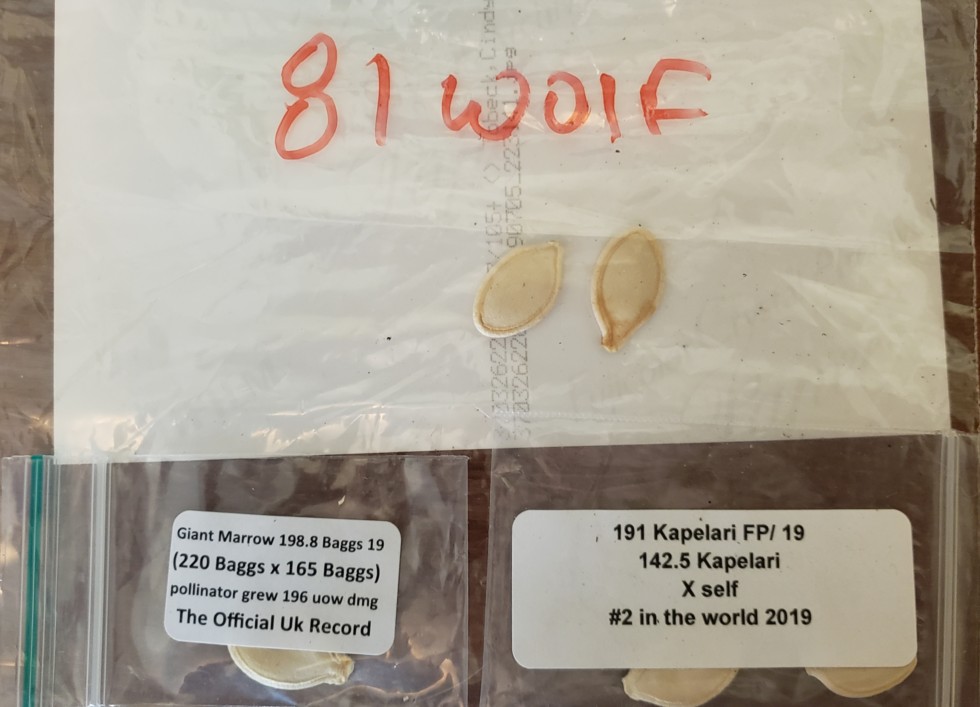 81 WOlF
Giant Marrow 198.8 Baggs 19
(220 Baggs x 165 Baggs)
pollinator grew 196 uow dmg
The Official Uk Record
191 Kapelari FP/ 19
142.5 Kapelari
X self
#2 in the world 2019